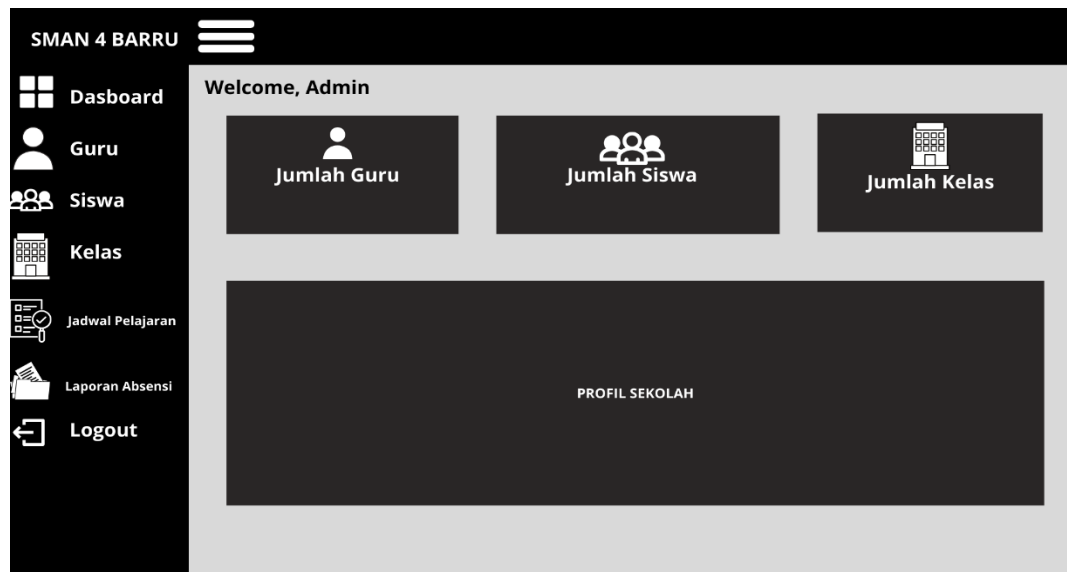 SMAN 4 BARRU
Dasboard
Guru
Siswa
Kelas
Jadwal Pelajaran
Laporan Absensi
Logout
Welcome, Admin
Jumlah Guru
Jumlah Siswa
Jumlah Kelas
PROFIL SEKOLAH